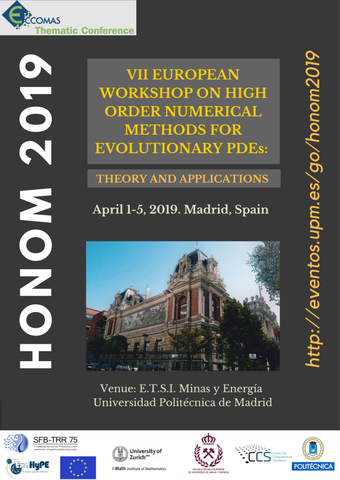 ECCOMAS
Thematic Conference
HONOM 2019
VII EUROPEAN
WORKSHOP ON HIGH
ORDER NUMERICAL
METHODS FOR
EVOLUTIONARY PDEs:
THEORY AND APPLICATIONS
April 1-5, 2019. Madrid, Spain
http://eventos.upm.es/go/honom2019
Venue: E.T.S.I. Minas y Energía
Universidad Politécnica de Madrid
SFB-TRR 75
HyPE
University of
Zurich
I-Math Institute of Mathematics
CCS
POLITÉCNICA